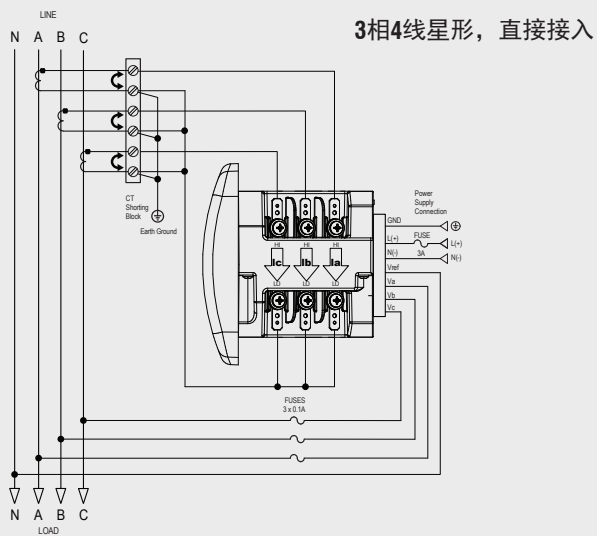 LINE
3相4线星形，直接接入
N A B C
CT
Shorting
Block
Earth Ground
Power
Supply
Connection
GND
L(+)
FUSE
L(+)
N(-)
3A
N(-)
Vref
Va
Vb
Vc
HI HI HI
Ic Ib Ia
LO LO LO
FUSES
3 x 0.1A
N A B C
LOAD